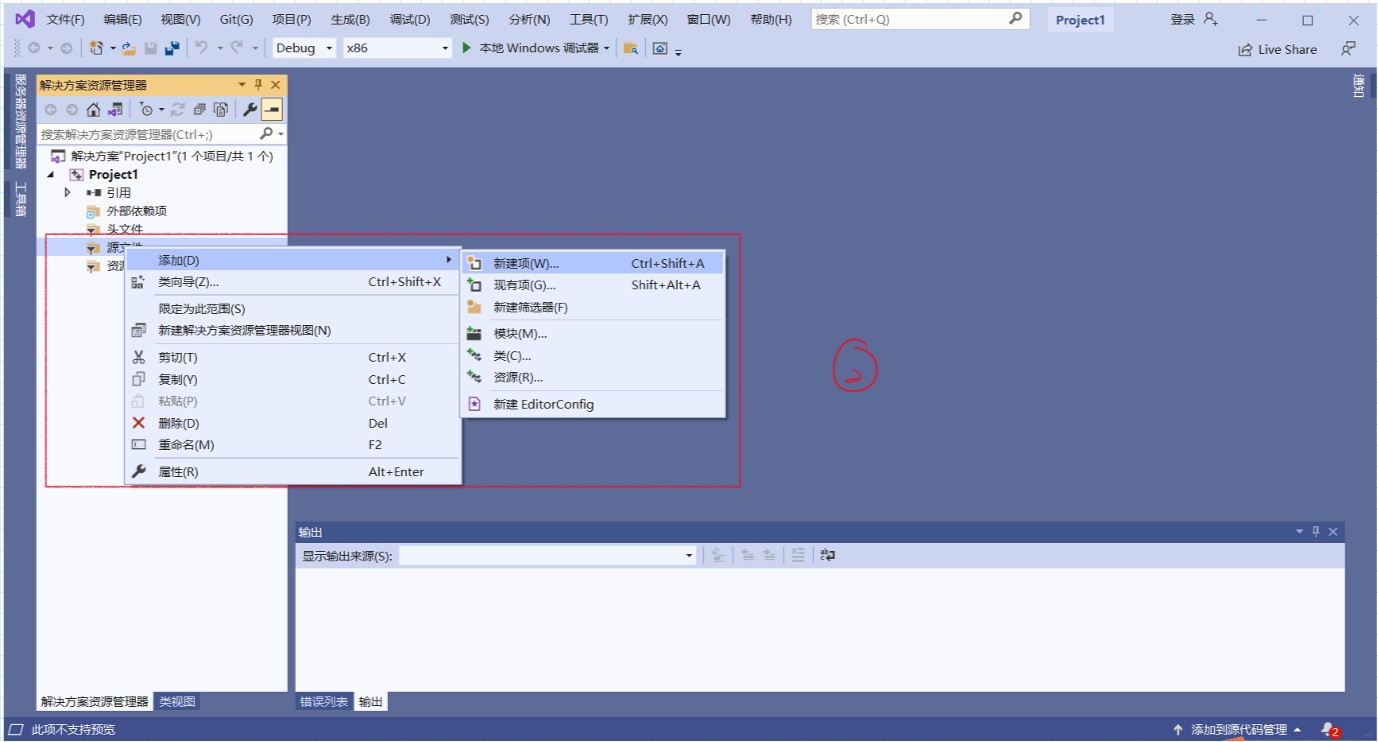 文件(F) 编辑(E) 视图(V) Git(G) 项目(P) 生成(B) 调试(D) 测试(S) 分析(N) 工具(T) 扩展(X) 窗口(W) 帮助(H) 搜索 (Ctrl+Q) Project1 登录
Debug x86 本地 Windows 调试器 Live Share
服务器资源管理器
工具箱
通知
解决方案资源管理器
搜索解决方案资源管理器(Ctrl+;)
解决方案"Project1"(1 个项目/共 1 个)
Project1
引用
外部依赖项
头文件
源文件
资源
添加(D)
类向导(Z)... Ctrl+Shift+X
限定为此范围(S)
新建解决方案资源管理器视图(N)
剪切(T) Ctrl+X
复制(Y) Ctrl+C
粘贴(P) Ctrl+V
删除(D) Del
重命名(M) F2
属性(R) Alt+Enter
新建项(W)... Ctrl+Shift+A
现有项(G)... Shift+Alt+A
新建筛选器(F)
模块(M)...
类(C)...
资源(R)...
新建 EditorConfig
2
输出
显示输出来源(S):
解决方案资源管理器 类视图
错误列表 输出
此项不支持预览 添加到源代码管理 2